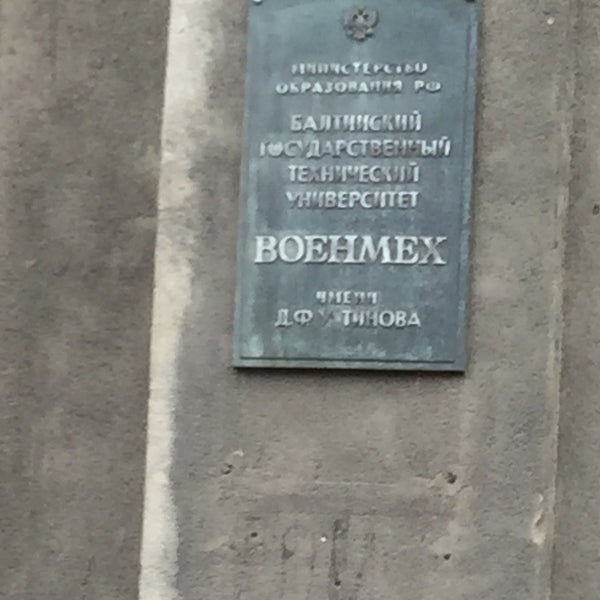 МИНИСТЕРСТВО
ОБРАЗОВАНИЯ РФ
БАЛТИЙСКИЙ
ГОСУДАРСТВЕННЫЙ
ТЕХНИЧЕСКИЙ
УНИВЕРСИТЕТ
ВОЕНМЕХ
ИМЕНИ
Д.Ф.УСТИНОВА